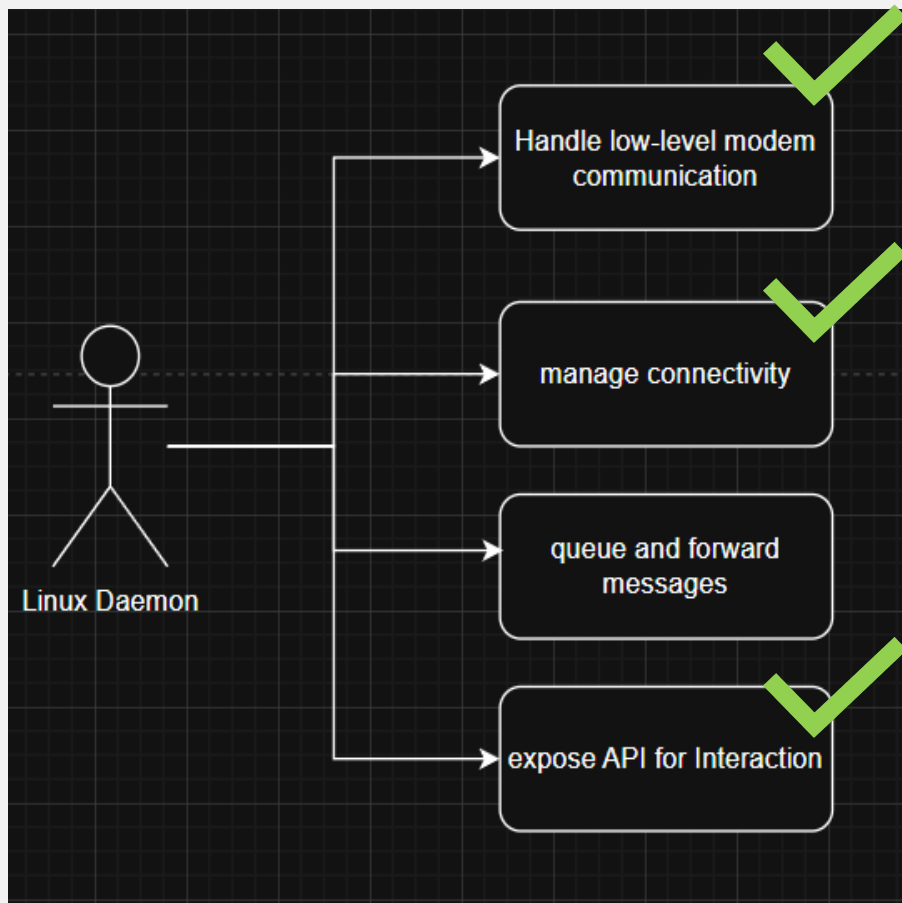 Handle low-level modem
communication
manage connectivity
queue and forward
messages
Linux Daemon
expose API for Interaction